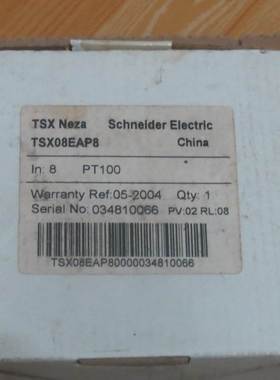 TSX Neza Schneider Electric
TSX08EAP8 China
In: 8 PT100
Warranty Ref:05-2004 Qty: 1
Serial No: 034810066 PV:02 RL:08
TSX08EAP80000034810066